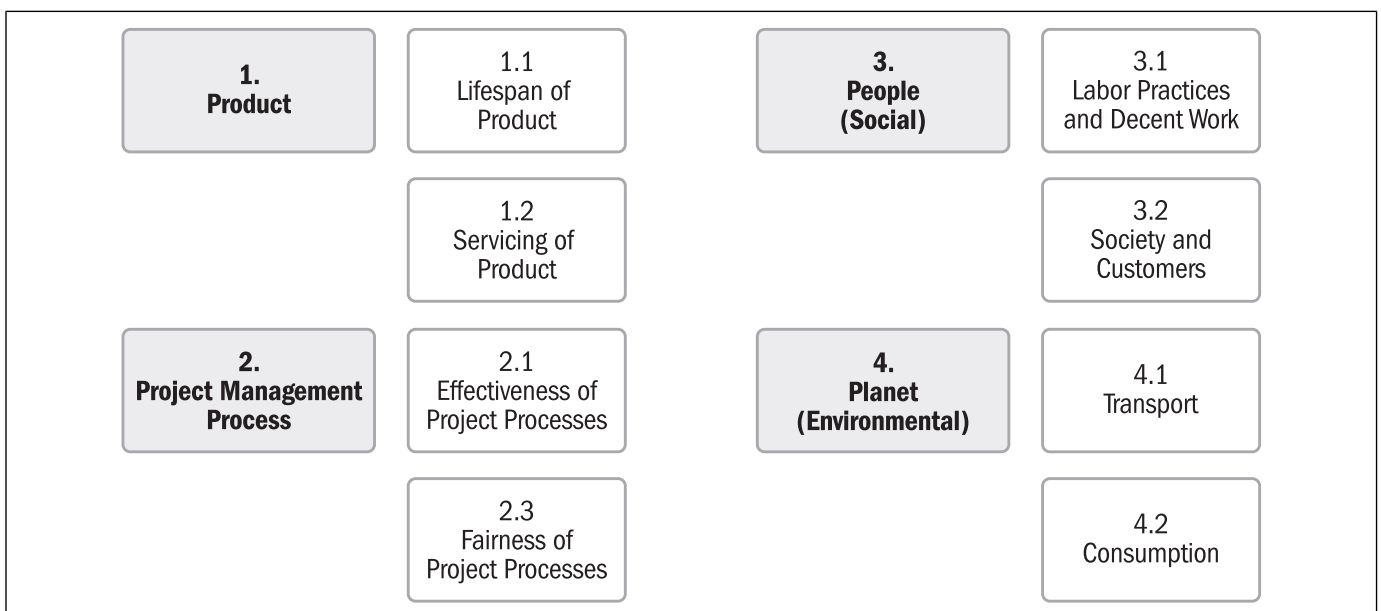 1.
Product
1.1
Lifespan of
Product
1.2
Servicing of
Product
2.
Project Management
Process
2.1
Effectiveness of
Project Processes
2.3
Fairness of
Project Processes
3.
People
(Social)
3.1
Labor Practices
and Decent Work
3.2
Society and
Customers
4.
Planet
(Environmental)
4.1
Transport
4.2
Consumption